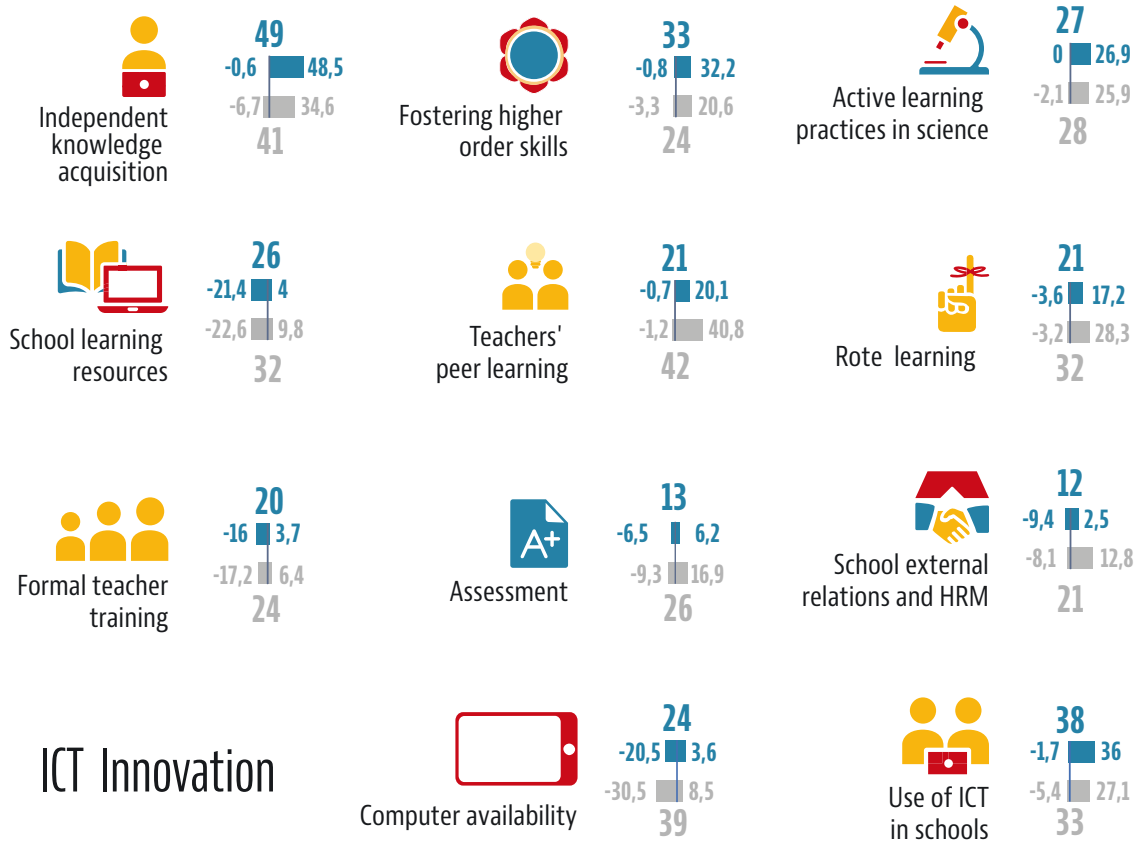 49
-0,6 48,5
-6,7 34,6
41
Independent
knowledge
acquisition
33
-0,8 32,2
-3,3 20,6
24
Fostering higher
order skills
27
0 26,9
-2,1 25,9
28
Active learning
practices in science
26
-21,4 4
-22,6 9,8
32
School learning
resources
21
-0,7 20,1
-1,2 40,8
42
Teachers'
peer learning
21
-3,6 17,2
-3,2 28,3
32
Rote learning
20
-16 3,7
-17,2 6,4
24
Formal teacher
training
A+
13
-6,5 6,2
-9,3 16,9
26
Assessment
12
-9,4 2,5
-8,1 12,8
21
School external
relations and HRM
ICT Innovation
24
-20,5 3,6
-30,5 8,5
39
Computer availability
38
-1,7 36
-5,4 27,1
33
Use of ICT
in schools